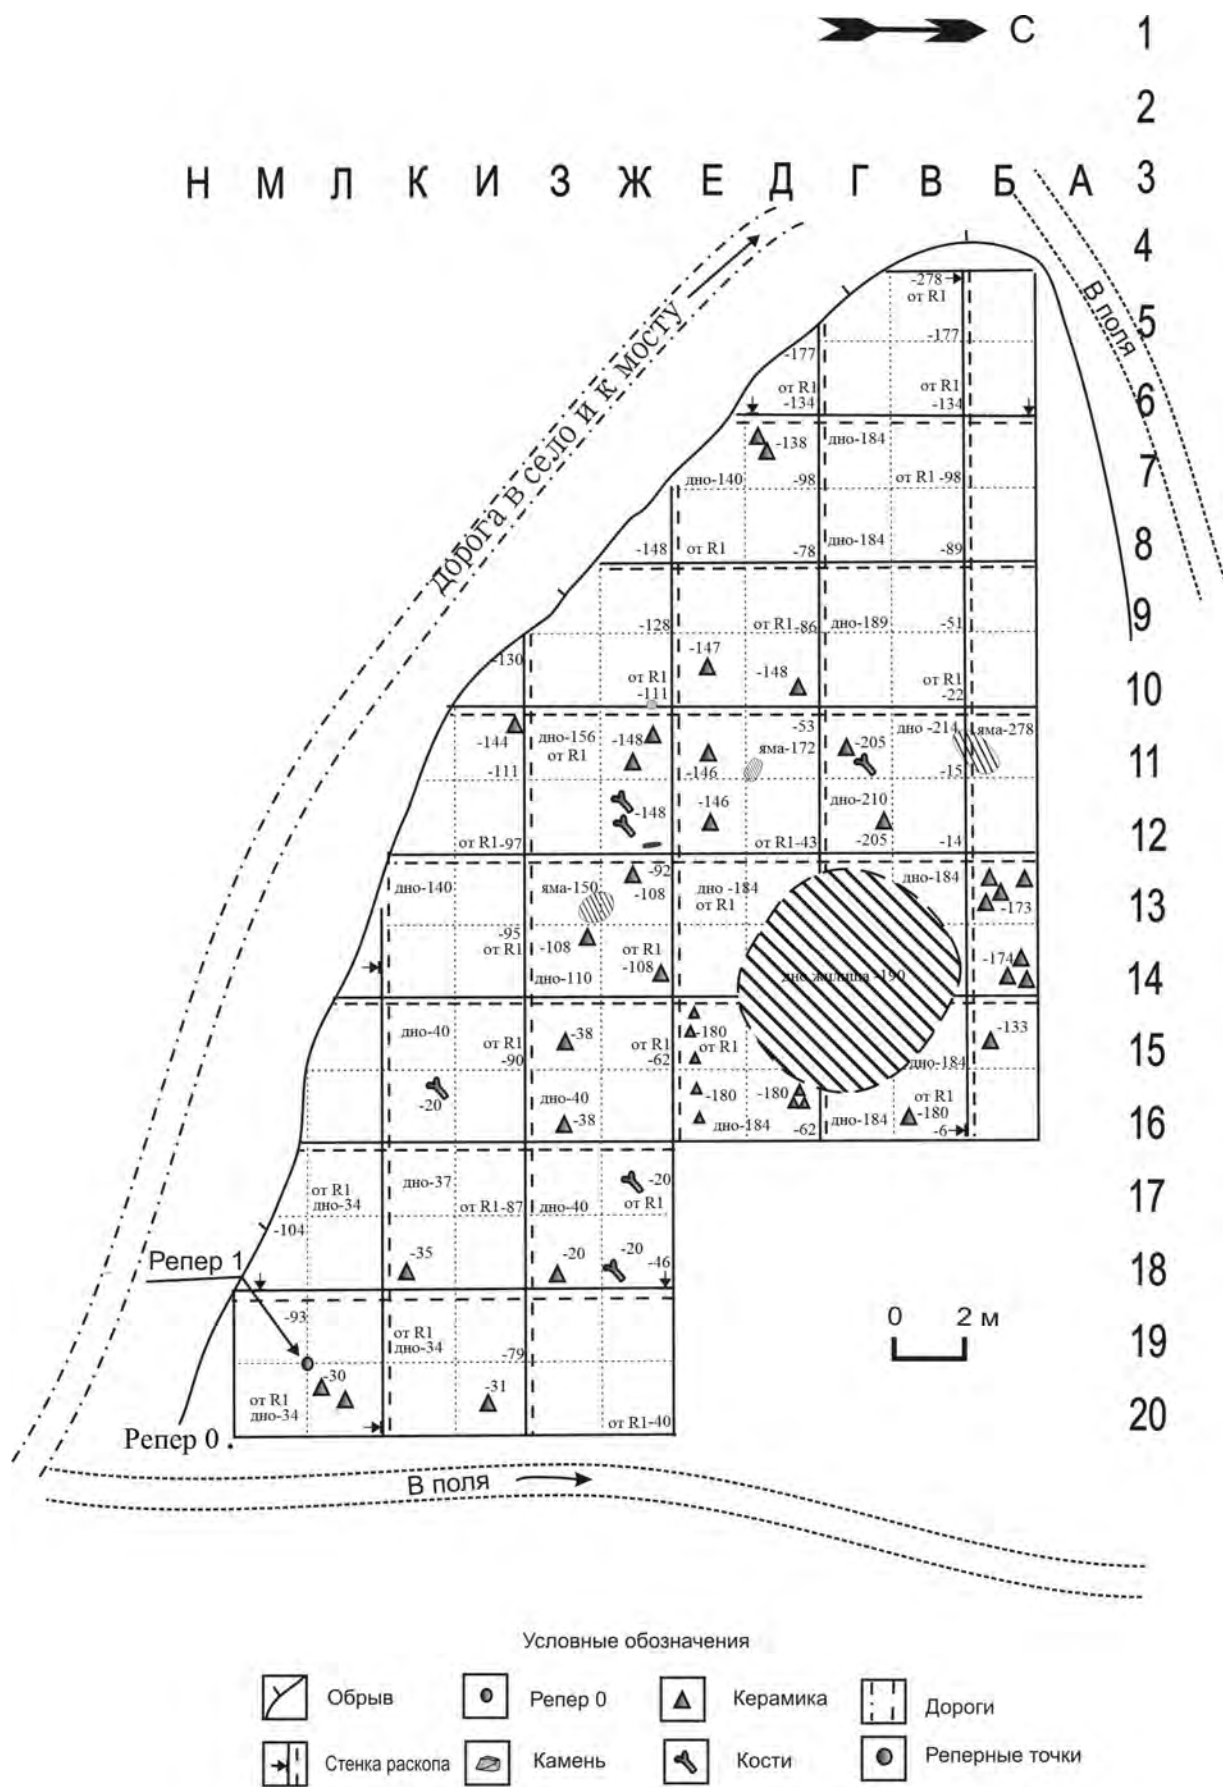 С
1
2
Н М Л К И З Ж Е Д Г В Б А 3
4
-278
от R1
В поля
5
-177
-177
дорога в село и к мосту
от R1
-134
от R1
-134
6
-138
дно-184
дно-140
-98
от R1 -98
7
-148
от R1
-78
дно-184
-89
8
-128
от R1-86
дно-189
-51
9
-130
-147
-148
от R1
-111
от R1
-22
10
-144
дно-156
от R1
-148
-53
яма-172
-205
дно -214
яма-278
-111
-146
-15
11
-148
-146
дно-210
от R1-97
от R1-43
-205
-14
12
дно-140
яма-150
-92
-108
дно -184
от R1
дно-184
-173
13
-95
от R1
-108
дно-110
от R1
-108
дно жилища -190
-174
14
дно-40
от R1
-90
-38
от R1
-62
-180
от R1
дно-184
-133
15
-20
дно-40
-38
-180
дно-184
-180
-62
дно-184
от R1
-180
-6
16
от R1
дно-34
дно-37
от R1-87
дно-40
-20
от R1
17
-104
Репер 1
-35
-20
-20
-46
18
-93
от R1
дно-34
-79
19
-30
от R1
дно-34
-31
от R1-40
20
Репер 0
0 2 м
В поля
Условные обозначения
Обрыв
Репер 0
Керамика
Дороги
Стенка раскопа
Камень
Кости
Реперные точки